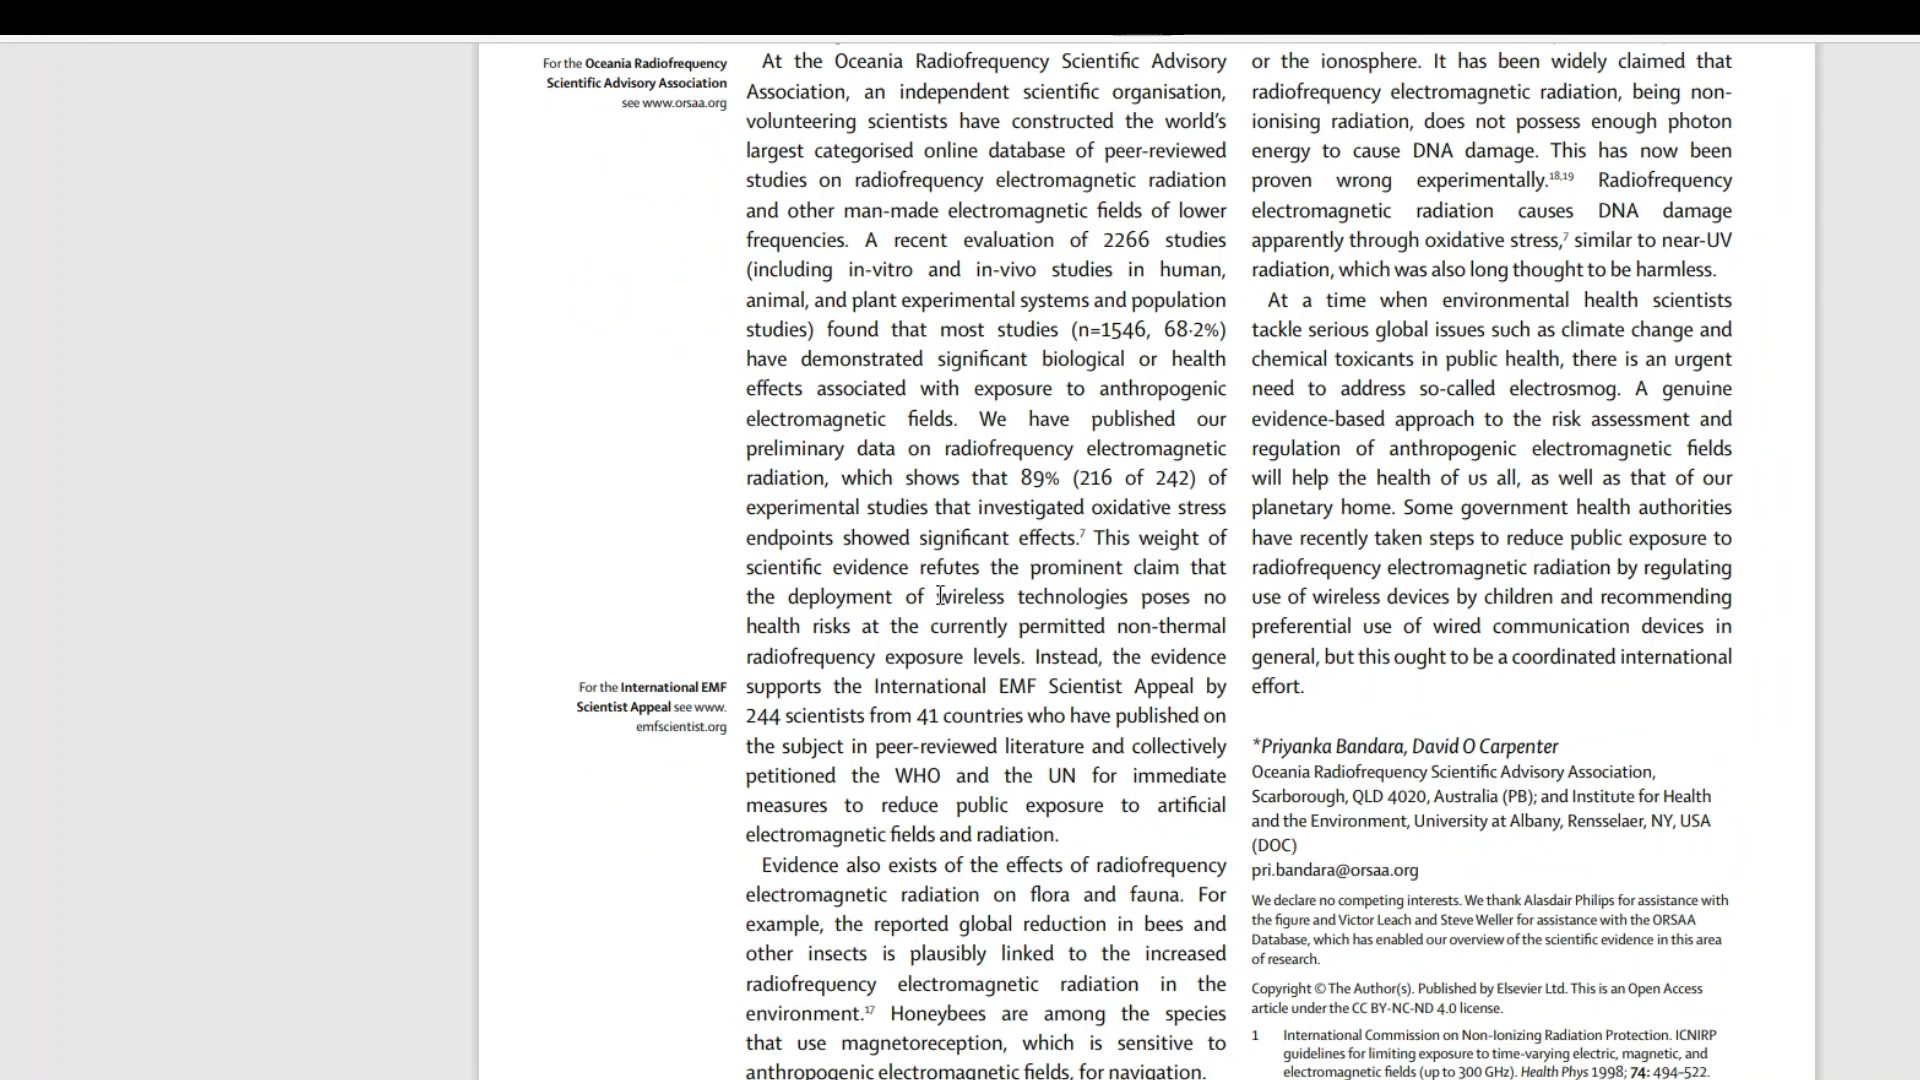 For the Oceania Radiofrequency
Scientific Advisory Association
see www.orsaa.org
At the Oceania Radiofrequency Scientific Advisory
Association, an independent scientific organisation,
volunteering scientists have constructed the world's
largest categorised online database of peer-reviewed
studies on radiofrequency electromagnetic radiation
and other man-made electromagnetic fields of lower
frequencies. A recent evaluation of 2266 studies
(including in-vitro and in-vivo studies in human,
animal, and plant experimental systems and population
studies) found that most studies (n=1546, 68·2%)
have demonstrated significant biological or health
effects associated with exposure to anthropogenic
electromagnetic fields. We have published our
preliminary data on radiofrequency electromagnetic
radiation, which shows that 89% (216 of 242) of
experimental studies that investigated oxidative stress
endpoints showed significant effects.7 This weight of
scientific evidence refutes the prominent claim that
the deployment of wireless technologies poses no
health risks at the currently permitted non-thermal
radiofrequency exposure levels. Instead, the evidence
supports the International EMF Scientist Appeal by
244 scientists from 41 countries who have published on
the subject in peer-reviewed literature and collectively
petitioned the WHO and the UN for immediate
measures to reduce public exposure to artificial
electromagnetic fields and radiation.
For the International EMF
Scientist Appeal see www.
emfscientist.org
Evidence also exists of the effects of radiofrequency
electromagnetic radiation on flora and fauna. For
example, the reported global reduction in bees and
other insects is plausibly linked to the increased
radiofrequency electromagnetic radiation in the
environment.17 Honeybees are among the species
that use magnetoreception, which is sensitive to
anthropogenic electromagnetic fields, for navigation.
or the ionosphere. It has been widely claimed that
radiofrequency electromagnetic radiation, being non-
ionising radiation, does not possess enough photon
energy to cause DNA damage. This has now been
proven wrong experimentally.18,19 Radiofrequency
electromagnetic radiation causes DNA damage
apparently through oxidative stress,7 similar to near-UV
radiation, which was also long thought to be harmless.
At a time when environmental health scientists
tackle serious global issues such as climate change and
chemical toxicants in public health, there is an urgent
need to address so-called electrosmog. A genuine
evidence-based approach to the risk assessment and
regulation of anthropogenic electromagnetic fields
will help the health of us all, as well as that of our
planetary home. Some government health authorities
have recently taken steps to reduce public exposure to
radiofrequency electromagnetic radiation by regulating
use of wireless devices by children and recommending
preferential use of wired communication devices in
general, but this ought to be a coordinated international
effort.
*Priyanka Bandara, David O Carpenter
Oceania Radiofrequency Scientific Advisory Association,
Scarborough, QLD 4020, Australia (PB); and Institute for Health
and the Environment, University at Albany, Rensselaer, NY, USA
(DOC)
pri.bandara@orsaa.org
We declare no competing interests. We thank Alasdair Philips for assistance with
the figure and Victor Leach and Steve Weller for assistance with the ORSAA
Database, which has enabled our overview of the scientific evidence in this area
of research.
Copyright © The Author(s). Published by Elsevier Ltd. This is an Open Access
article under the CC BY-NC-ND 4.0 license.
1 International Commission on Non-Ionizing Radiation Protection. ICNIRP
guidelines for limiting exposure to time-varying electric, magnetic, and
electromagnetic fields (up to 300 GHz). Health Phys 1998; 74: 494–522.